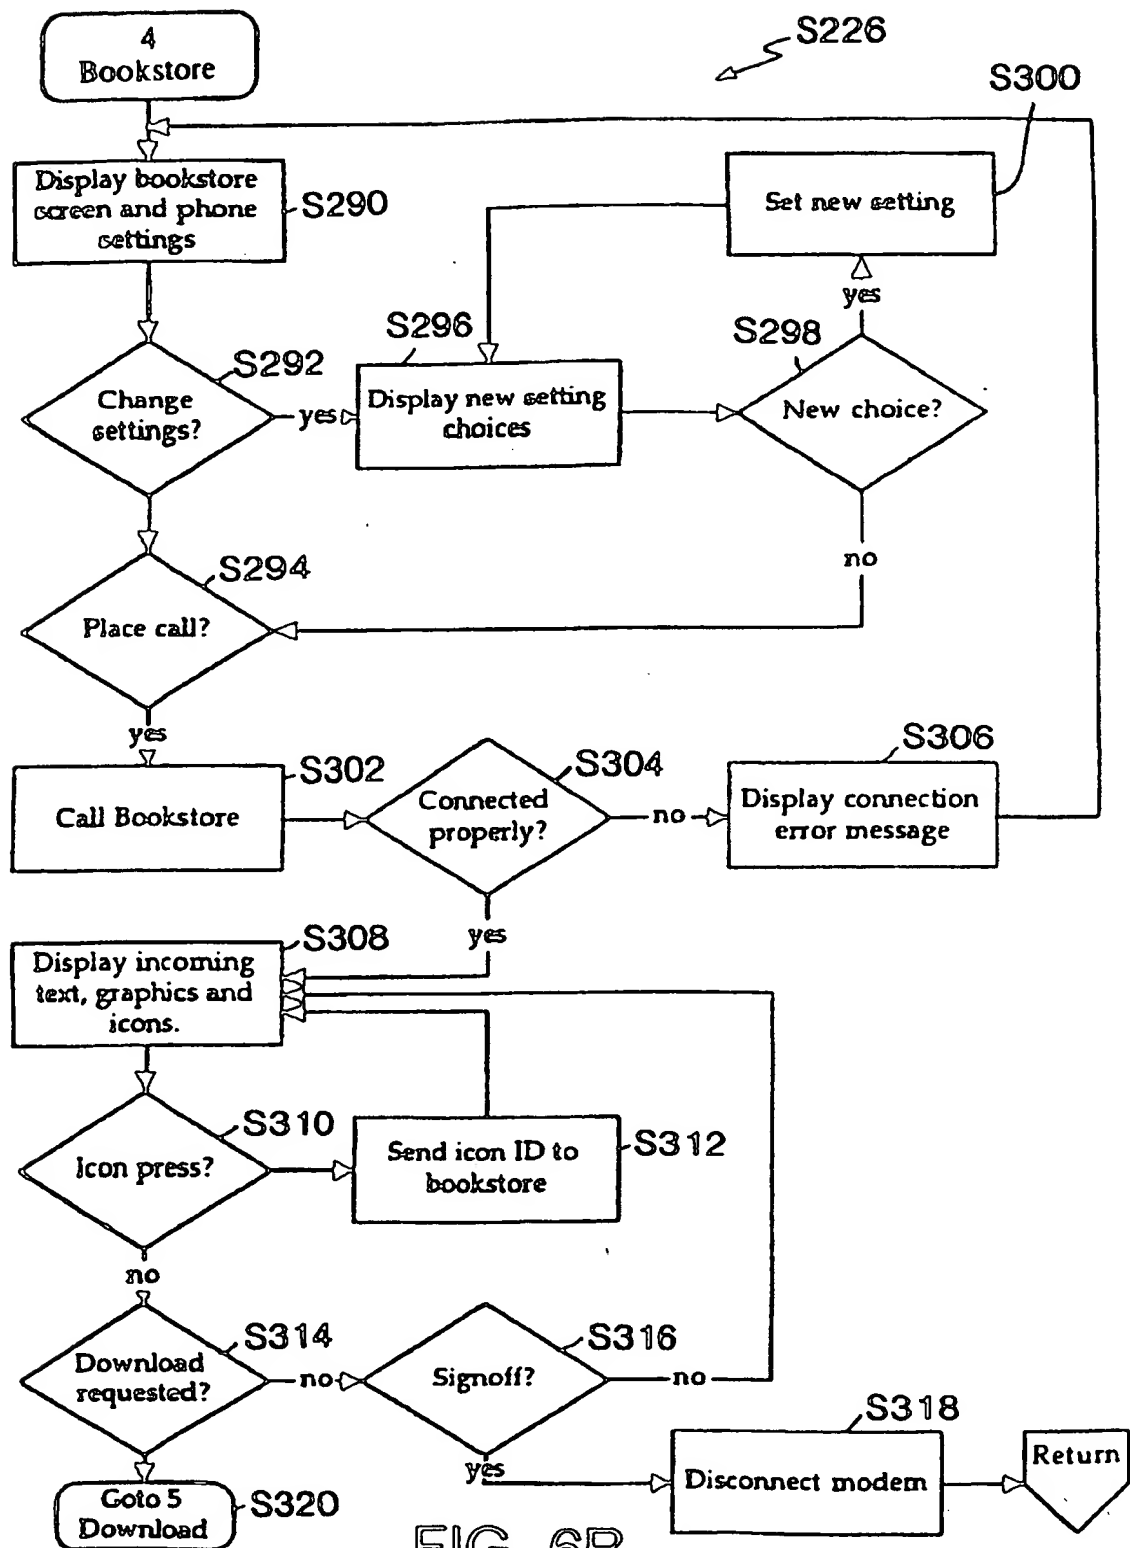 4
Bookstore
S226
S300
Display bookstore
screen and phone
settings
S290
Set new setting
yes
S296
S298
S292
Change
settings?
yes
Display new setting
choices
New choice?
S294
no
Place call?
yes
S302
Call Bookstore
S304
Connected
properly?
no
S306
Display connection
error message
yes
S308
Display incoming
text, graphics and
icons.
S310
Icon press?
Send icon ID to
bookstore
S312
no
S314
Download
requested?
no
S316
Signoff?
no
S318
yes
Disconnect modem
Return
Goto 5
Download
S320
FIG. 6B